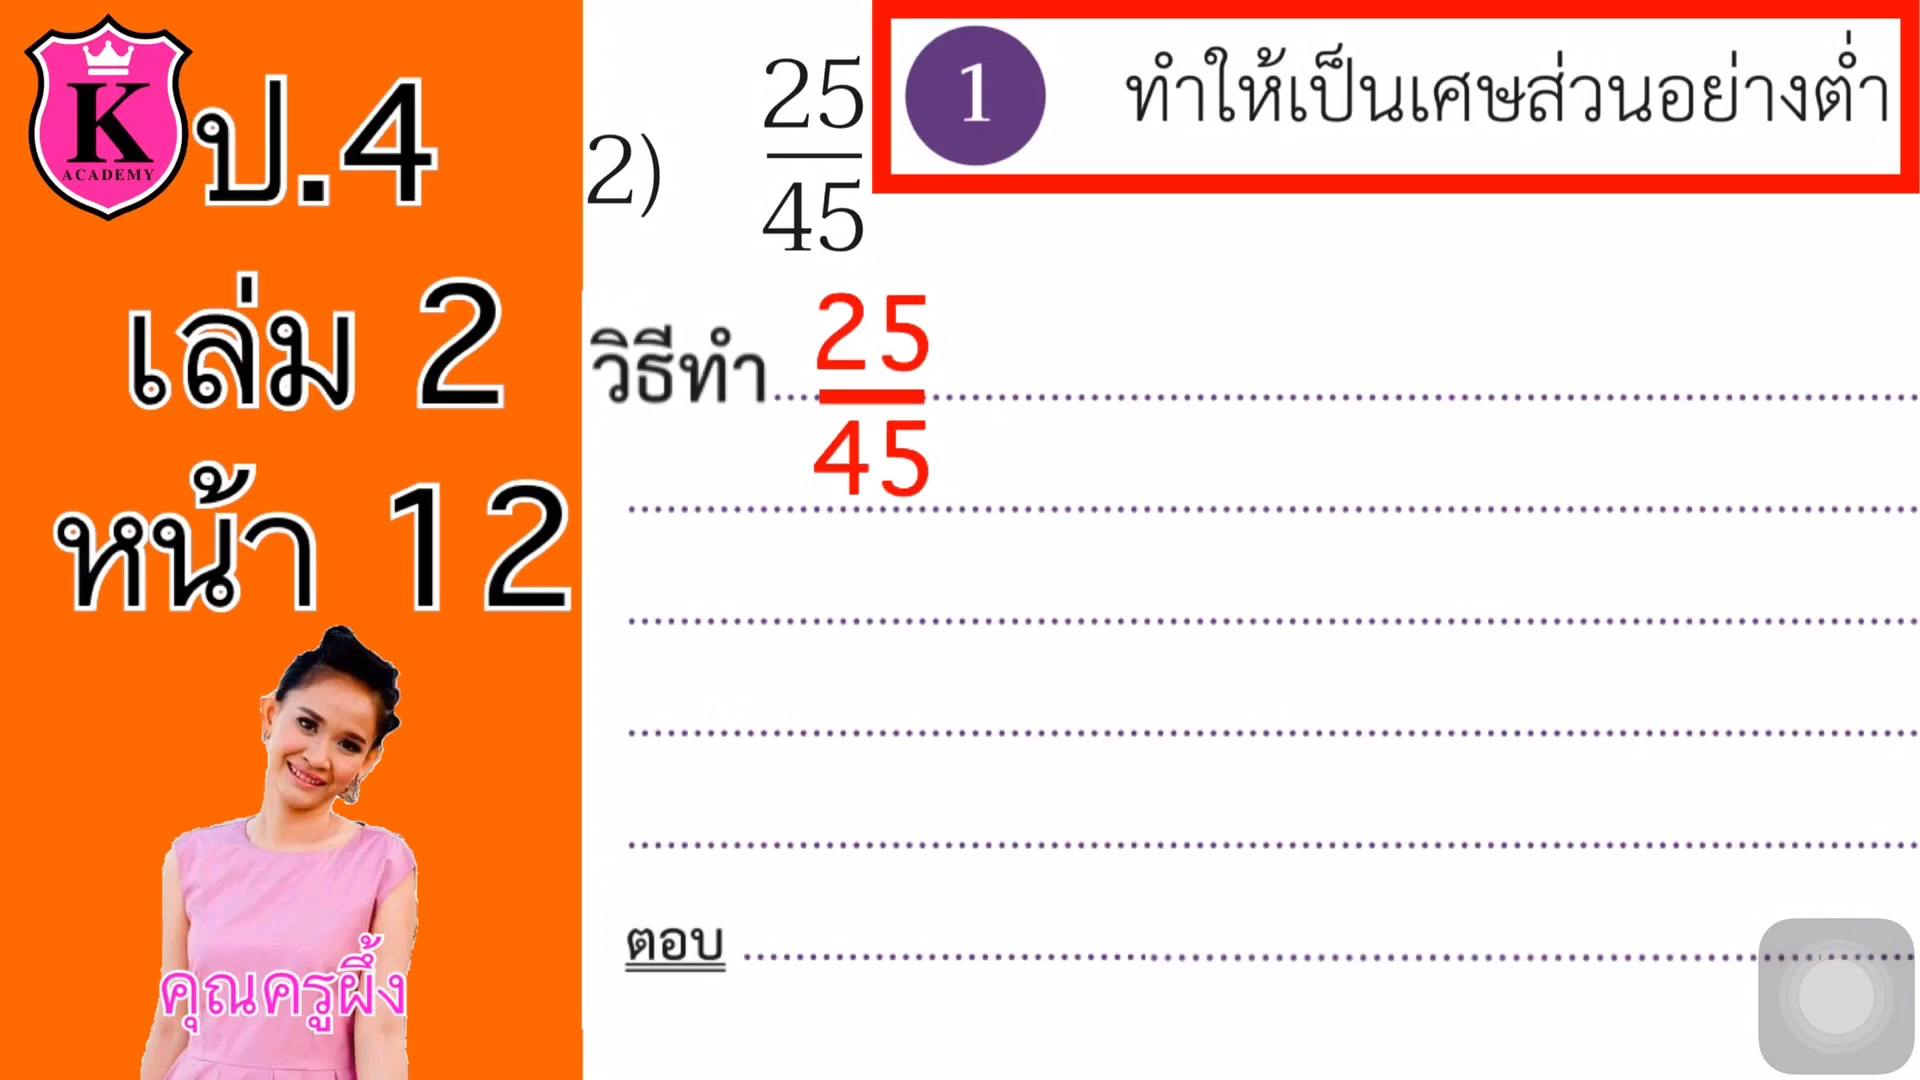 K
ACADEMY
ป.4
เล่ม 2
หน้า 12
คุณครูผึ้ง
1 ทำให้เป็นเศษส่วนอย่างต่ำ
2) 25
45
วิธีทำ 25
45
ตอบ